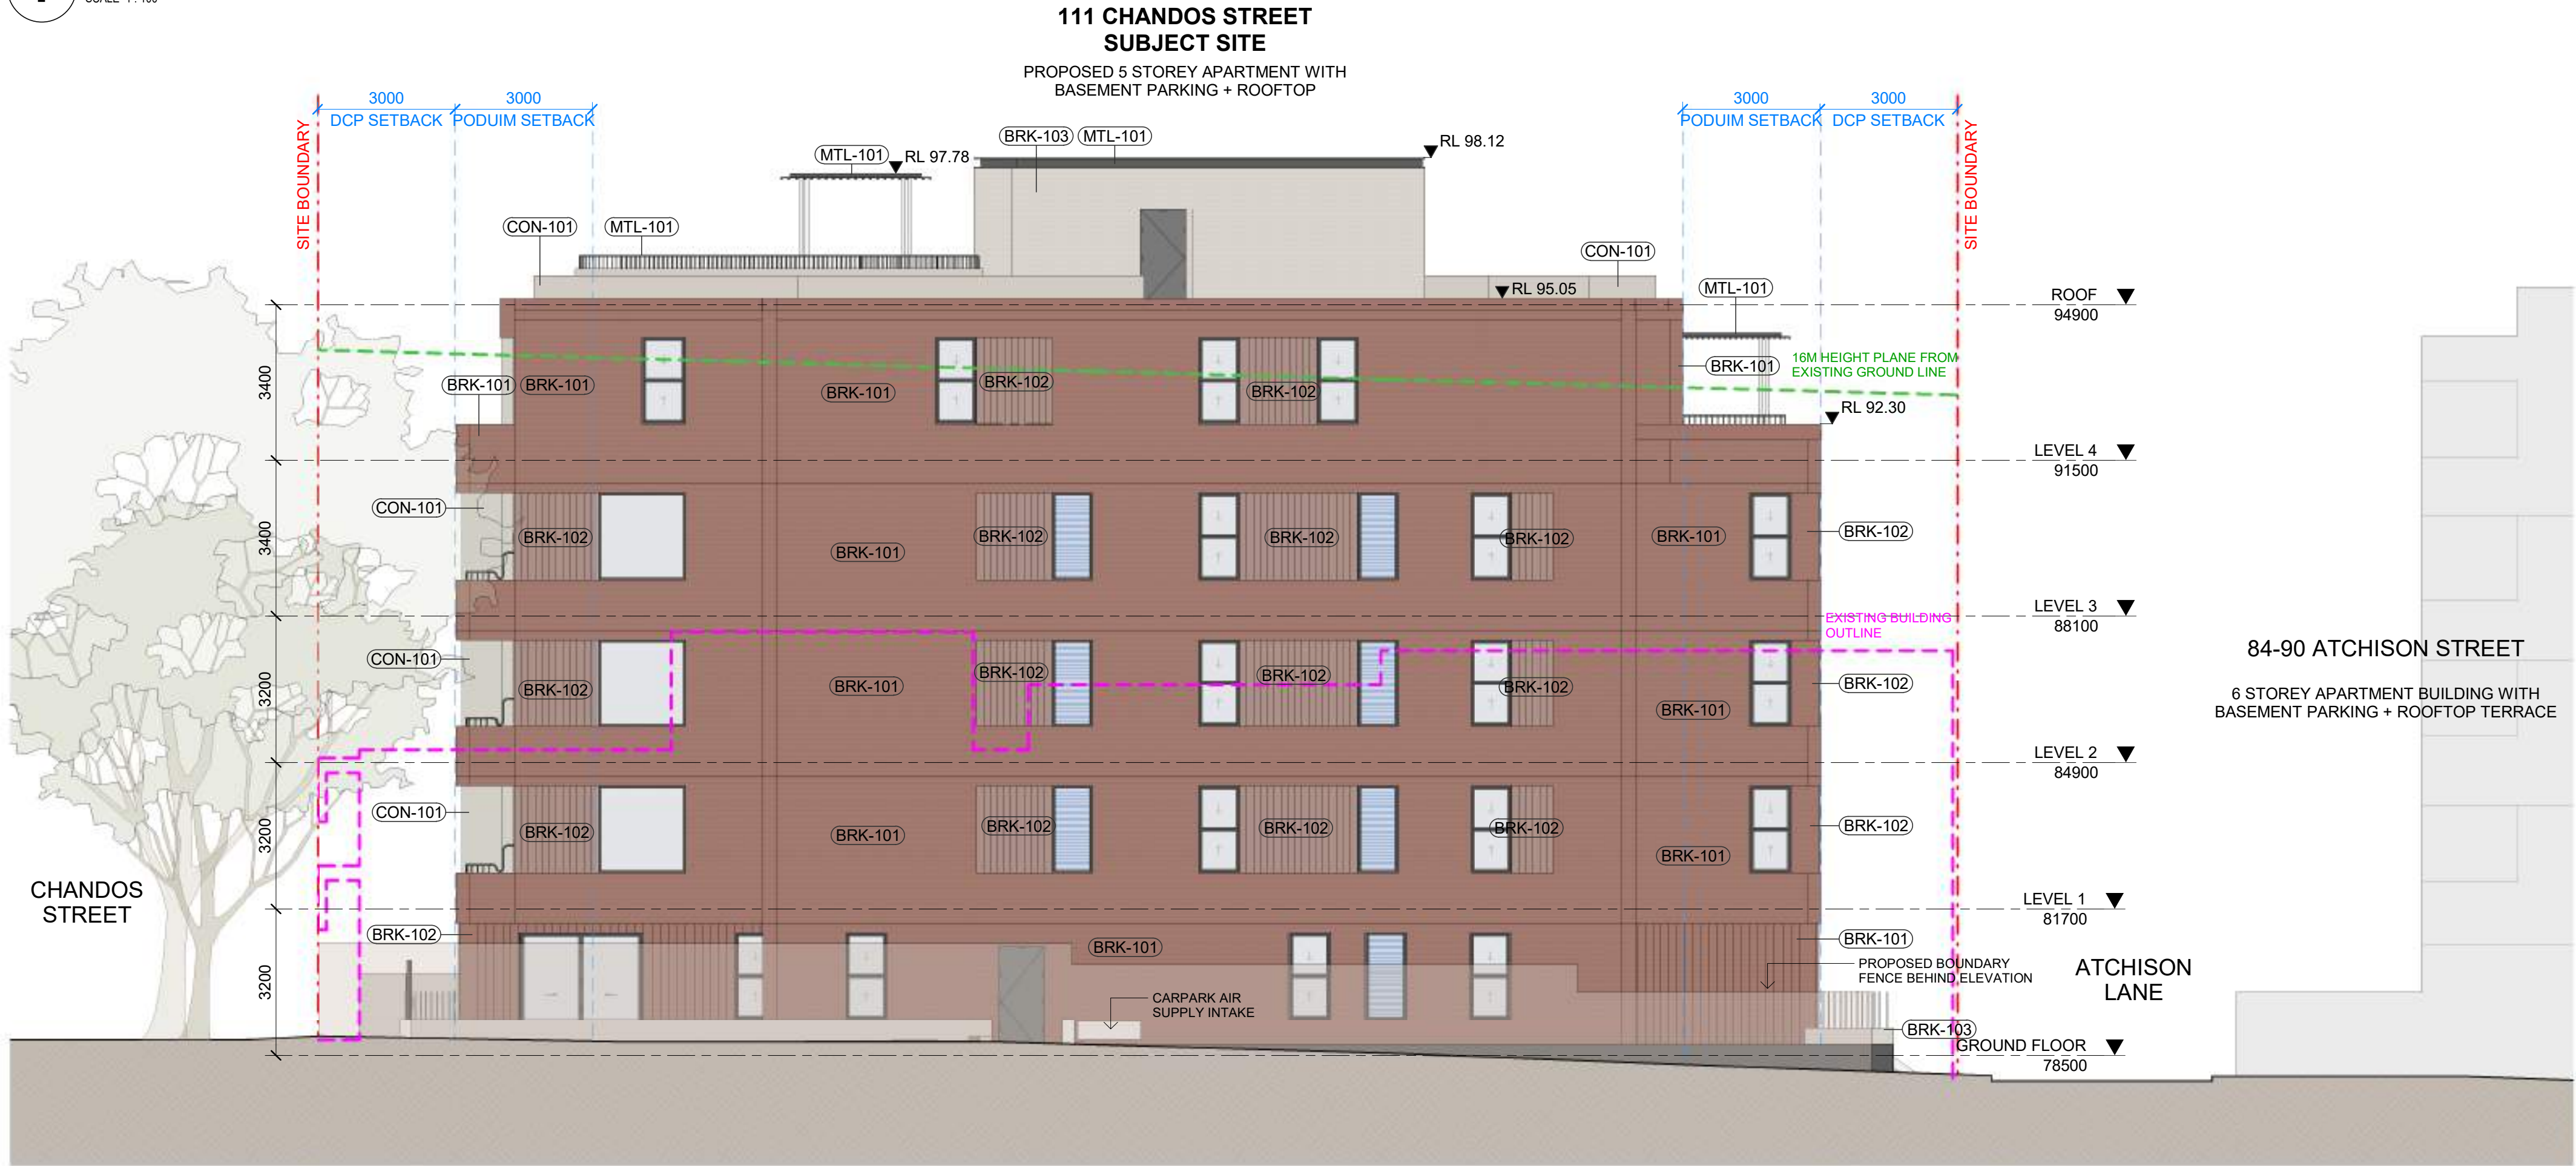 SCALE 1 : 100
111 CHANDOS STREET
SUBJECT SITE
PROPOSED 5 STOREY APARTMENT WITH
BASEMENT PARKING + ROOFTOP
3000
3000
3000
3000
DCP SETBACK
PODUIM SETBACK
PODUIM SETBACK
DCP SETBACK
SITE BOUNDARY
SITE BOUNDARY
BRK-103
MTL-101
RL 98.12
MTL-101
RL 97.78
CON-101
MTL-101
CON-101
RL 95.05
MTL-101
ROOF
94900
16M HEIGHT PLANE FROM
EXISTING GROUND LINE
3400
BRK-101
BRK-101
BRK-101
BRK-102
BRK-102
BRK-101
RL 92.30
LEVEL 4
91500
3400
CON-101
BRK-102
BRK-101
BRK-102
BRK-102
BRK-102
BRK-101
BRK-102
LEVEL 3
88100
EXISTING BUILDING
OUTLINE
3200
CON-101
BRK-102
BRK-101
BRK-102
BRK-102
BRK-102
BRK-101
BRK-102
84-90 ATCHISON STREET
6 STOREY APARTMENT BUILDING WITH
BASEMENT PARKING + ROOFTOP TERRACE
LEVEL 2
84900
3200
CON-101
BRK-102
BRK-101
BRK-102
BRK-102
BRK-102
BRK-101
BRK-102
CHANDOS
STREET
LEVEL 1
81700
3200
BRK-102
BRK-101
BRK-101
PROPOSED BOUNDARY
FENCE BEHIND ELEVATION
ATCHISON
LANE
CARPARK AIR
SUPPLY INTAKE
BRK-103
GROUND FLOOR
78500